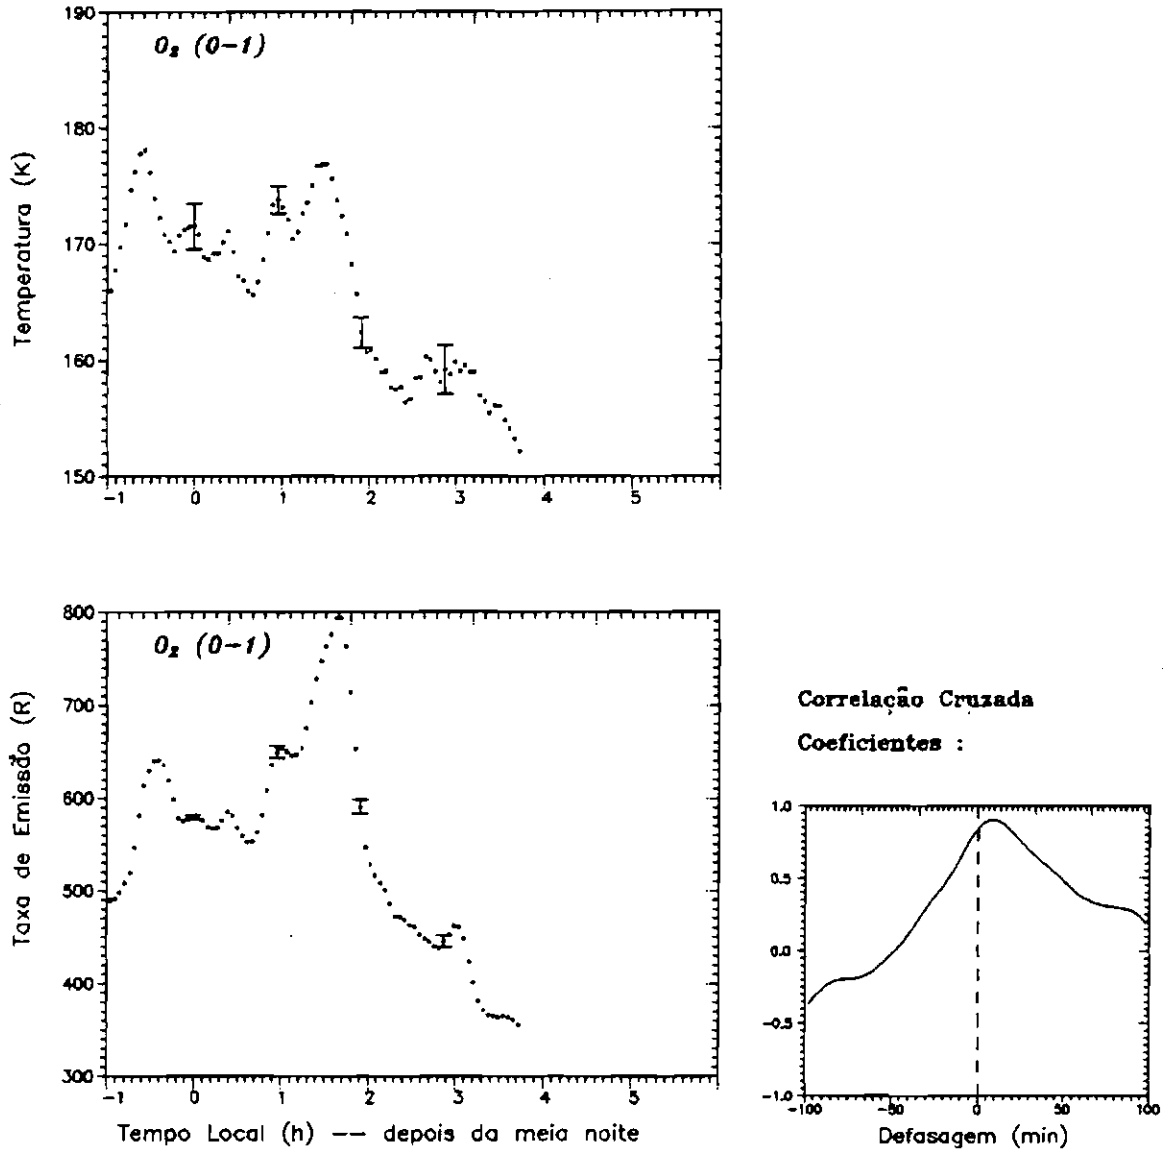 190
180
170
160
150
Temperatura (K)
O₂ (0-1)
-1 0 1 2 3 4 5
800
700
600
500
400
300
Taxa de Emissão (R)
O₂ (0-1)
-1 0 1 2 3 4 5
Tempo Local (h) -- depois da meia noite
Correlação Cruzada
Coeficientes :
1.0
0.5
0.0
-0.5
-1.0
-100 -50 0 50 100
Defasagem (min)